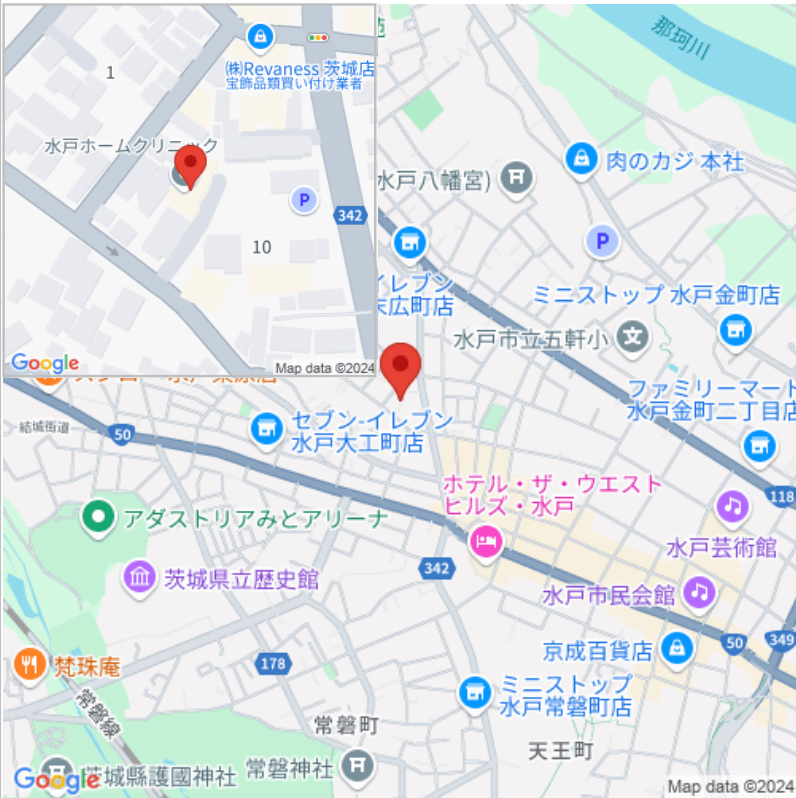 1
(株)Revaness 茨城店
宝飾品類買い付け業者
水戸ホームクリニック
P
342
10
Google
Map data ©2024
那珂川
肉のカジ 本社
水戸八幡宮)
P
イレブン
末広町店
ミニストップ 水戸金町店
水戸市立五軒小
文
ファミリーマート
水戸金町二丁目店
結城街道
50
セブン-イレブン
水戸大工町店
118
ホテル・ザ・ウエスト
ヒルズ・水戸
アダストリアみとアリーナ
水戸芸術館
茨城県立歴史館
342
水戸市民会館
50
349
京成百貨店
178
梵珠庵
常磐線
ミニストップ
水戸常磐町店
常磐町
天王町
茨城縣護國神社
常磐神社
Google
Map data ©2024